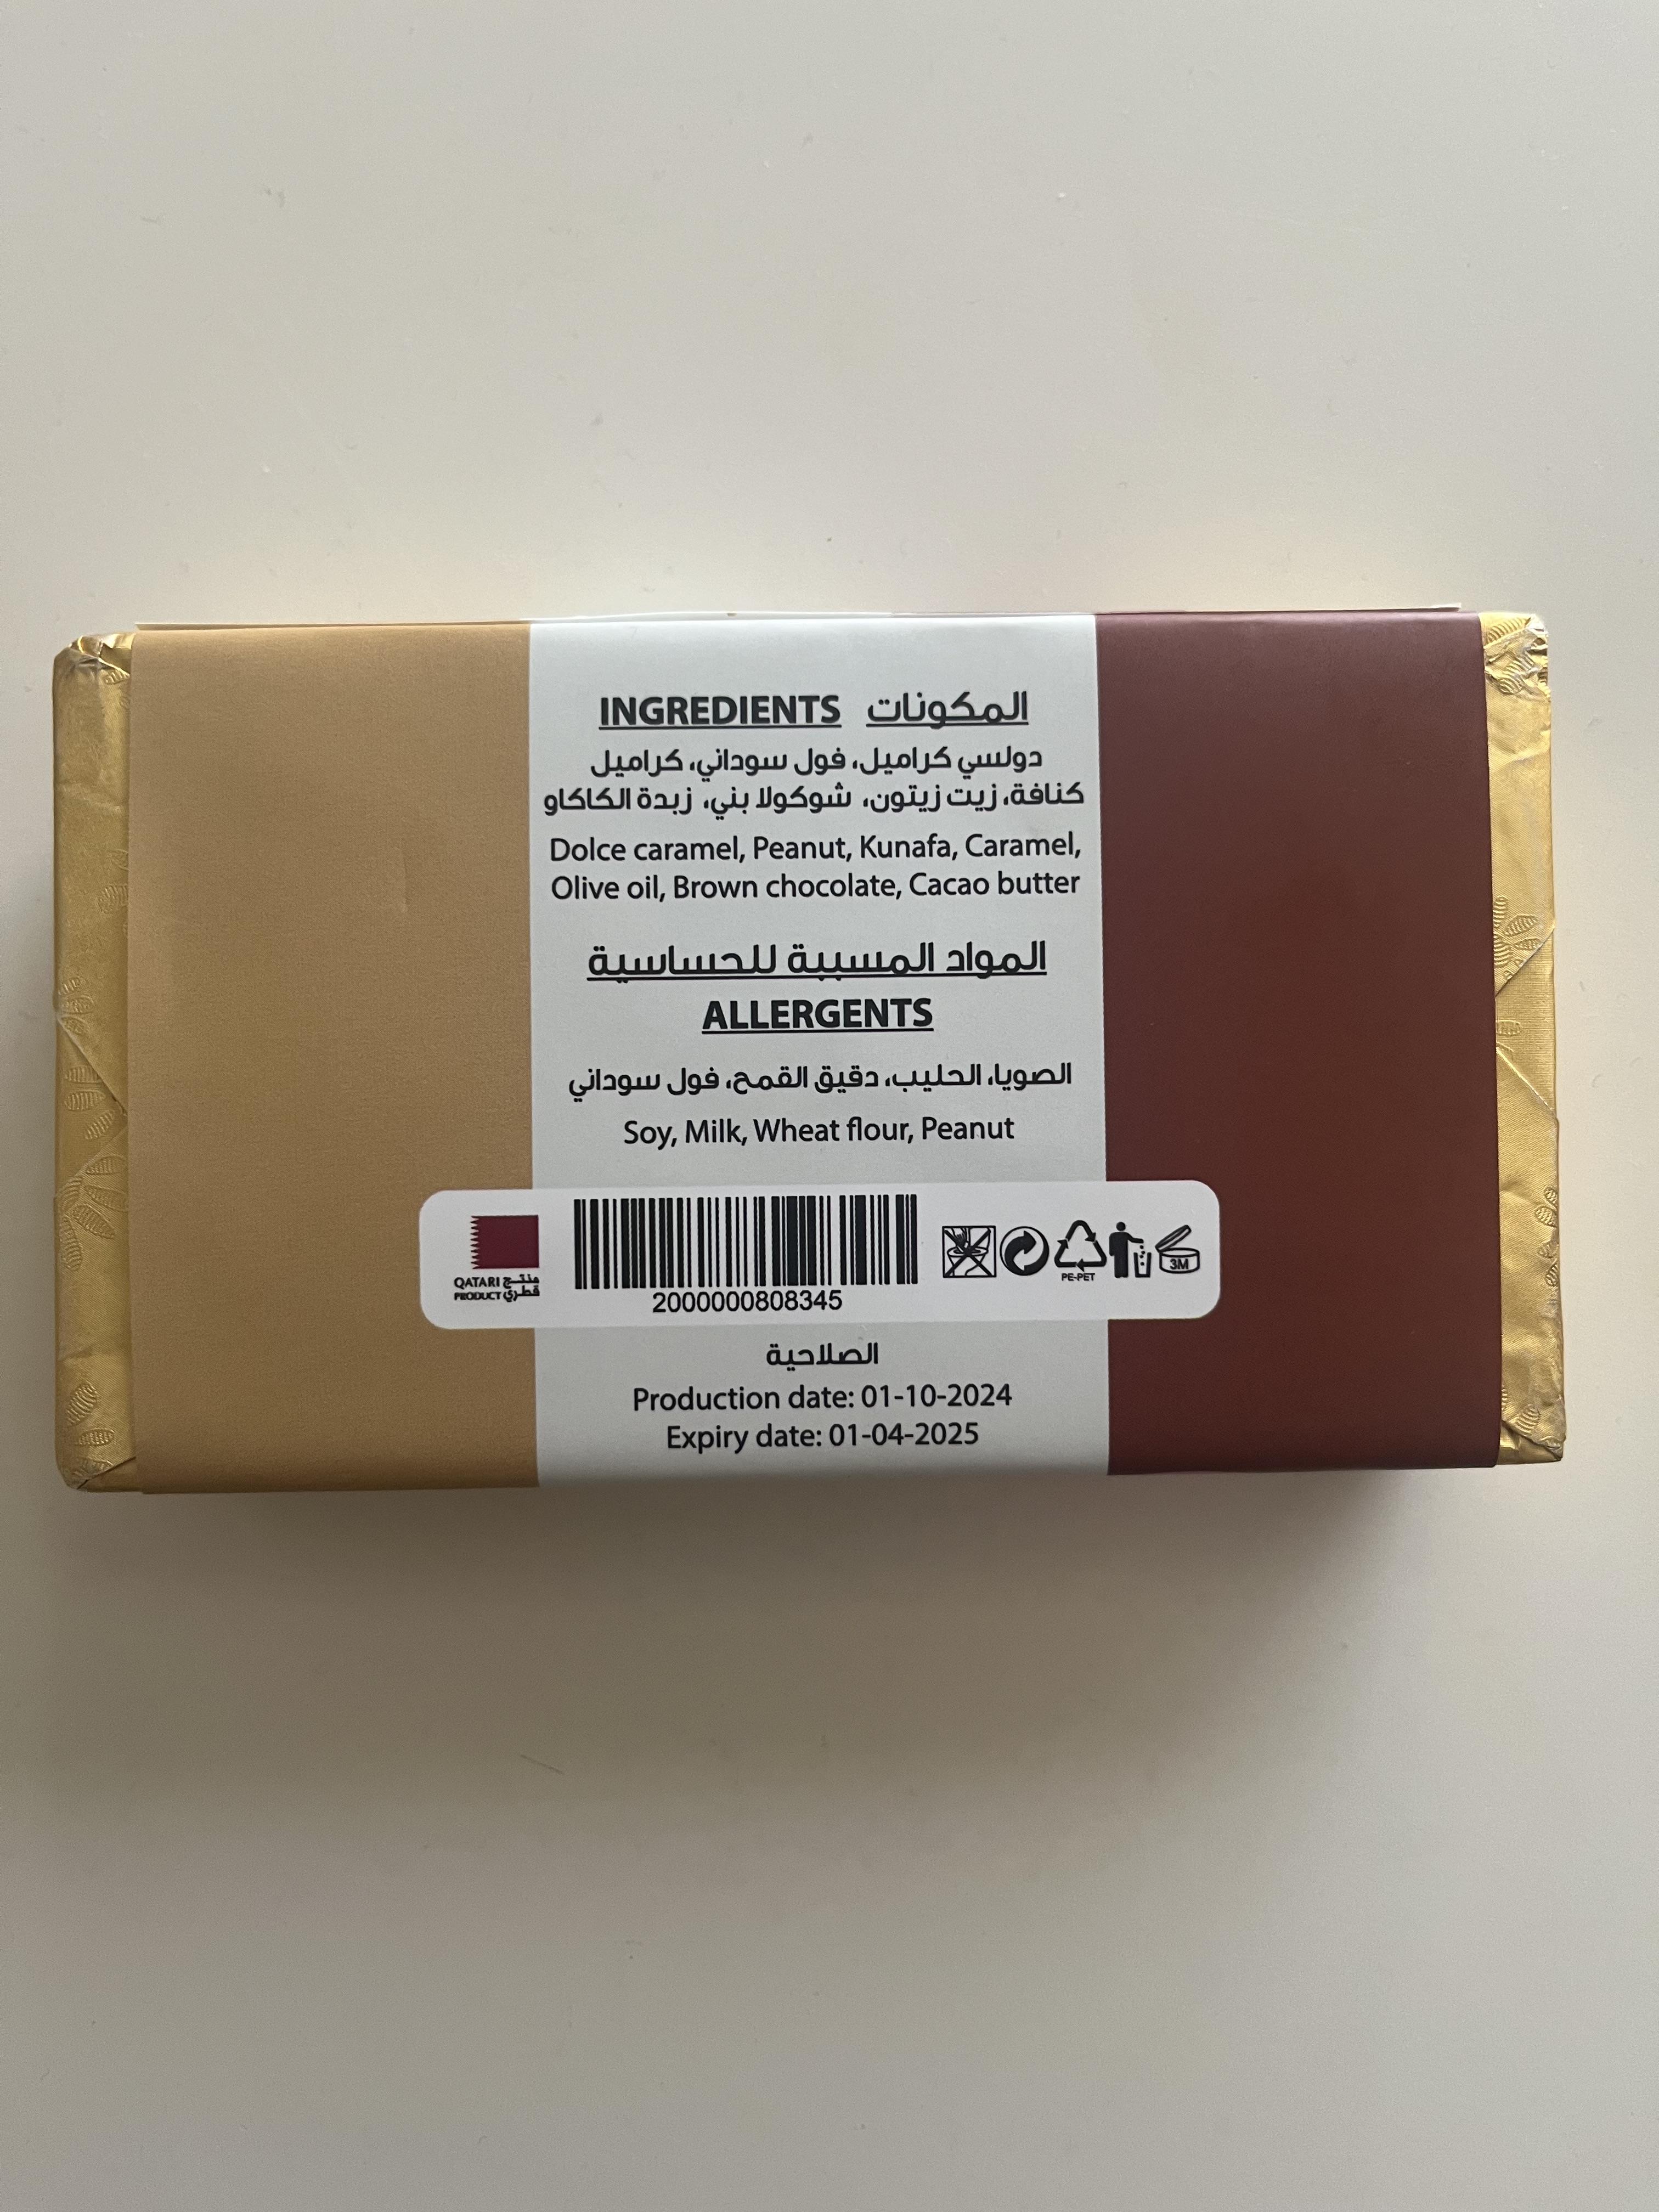 INGREDIENTS المكونات
دولسي كراميل، فول سوداني، كراميل
كنافة، زيت زيتون، شوكولا بني، زبدة الكاكاو
Dolce caramel, Peanut, Kunafa, Caramel,
Olive oil, Brown chocolate, Cacao butter
المواد المسببة للحساسية
ALLERGENTS
الصويا، الحليب، دقيق القمح، فول سوداني
Soy, Milk, Wheat flour, Peanut
QATARI منتج
PRODUCT قطري
2000000808345
PE-PET
3M
الصلاحية
Production date: 01-10-2024
Expiry date: 01-04-2025